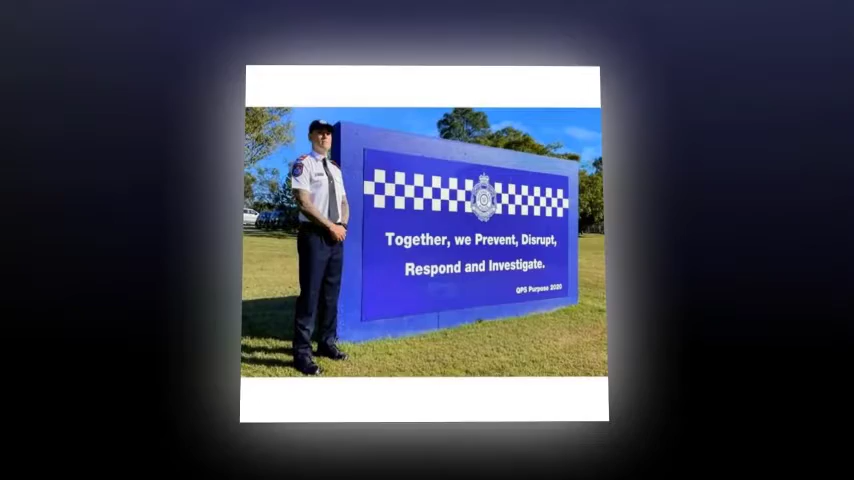 Together, we Prevent, Disrupt,
Respond and Investigate.
QPS Purpose 2020